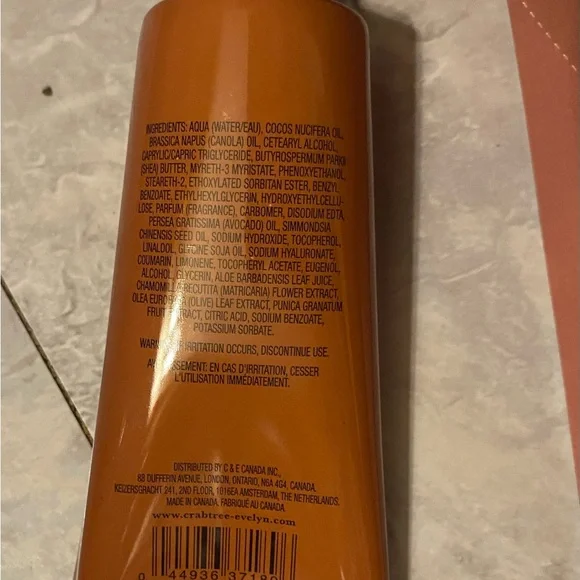 INGREDIENTS: AQUA (WATER/EAU), COCOS NUCIFERA OIL,
BRASSICA NAPUS (CANOLA) OIL, CETEARYL ALCOHOL,
CAPRYLIC/CAPRIC TRIGLYCERIDE, BUTYROSPERMUM PARKII
(SHEA) BUTTER, MYRETH-3 MYRISTATE, PHENOXYETHANOL,
STEARETH-2, ETHOXYLATED SORBITAN ESTER, BENZYL
BENZOATE, ETHYLHEXYLGLYCERIN, HYDROXYETHYLCELLU-
LOSE, PARFUM (FRAGRANCE), CARBOMER, DISODIUM EDTA,
PERSEA GRATISSIMA (AVOCADO) OIL, SIMMONDSIA
CHINENSIS SEED OIL, SODIUM HYDROXIDE, TOCOPHEROL,
LINALOOL, GLYCINE SOJA OIL, SODIUM HYALURONATE,
COUMARIN, LIMONENE, TOCOPHERYL ACETATE, EUGENOL,
ALCOHOL, GLYCERIN, ALOE BARBADENSIS LEAF JUICE,
CHAMOMILLA RECUTITA (MATRICARIA) FLOWER EXTRACT,
OLEA EUROPAEA (OLIVE) LEAF EXTRACT, PUNICA GRANATUM
FRUIT EXTRACT, CITRIC ACID, SODIUM BENZOATE,
POTASSIUM SORBATE.
WARNING: IF IRRITATION OCCURS, DISCONTINUE USE.
AVERTISSEMENT: EN CAS D'IRRITATION, CESSER
L'UTILISATION IMMÉDIATEMENT.
DISTRIBUTED BY C & E CANADA INC.,
68 DUFFERIN AVENUE, LONDON, ONTARIO, N6A 4G4, CANADA,
KEIZERSGRACHT 241, 2ND FLOOR, 1016EA AMSTERDAM, THE NETHERLANDS.
MADE IN CANADA. FABRIQUÉ AU CANADA.
www.crabtree-evelyn.com
0 44936 37180